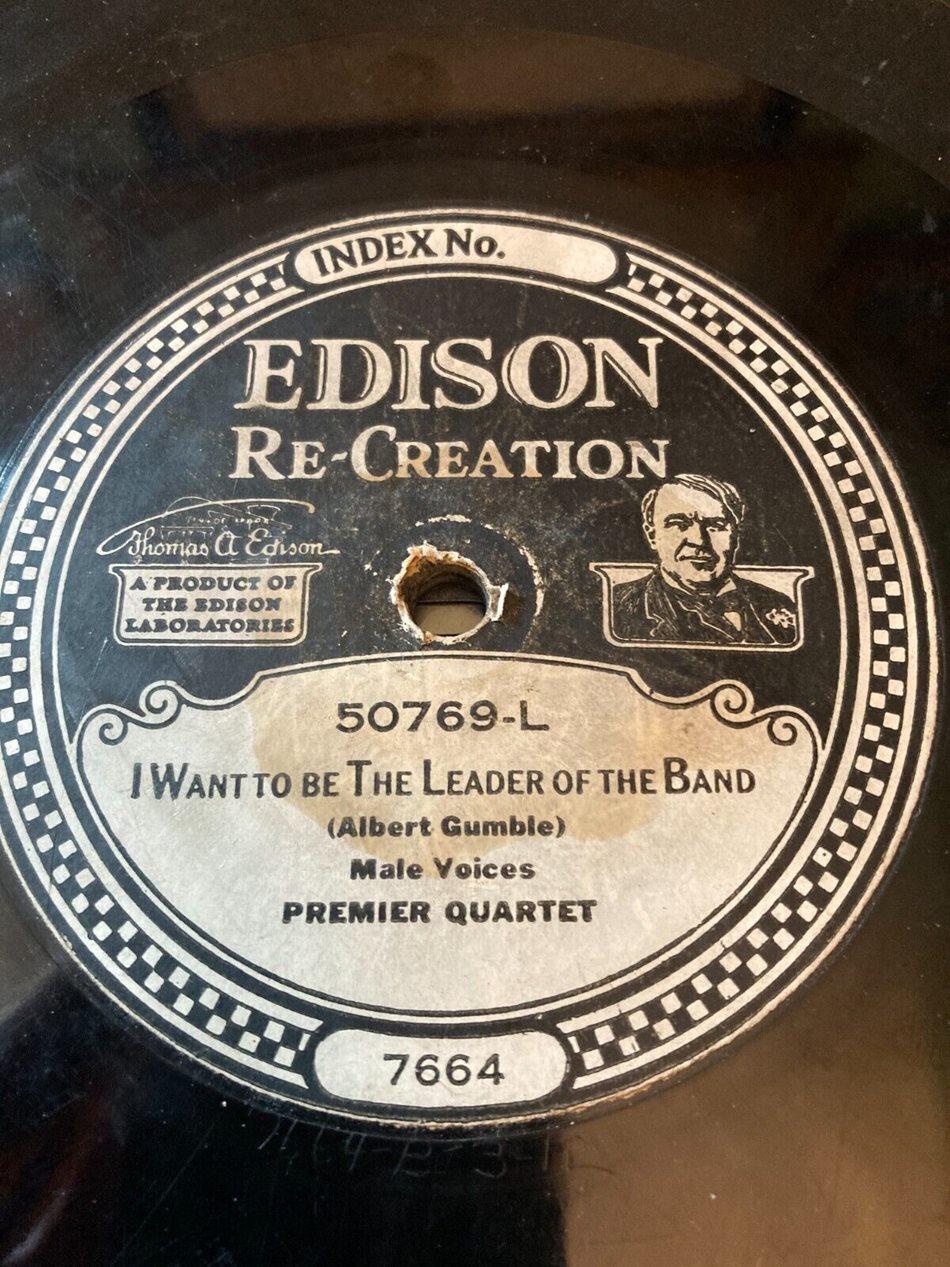 INDEX No.
EDISON
RE-CREATION
Thomas A Edison
A PRODUCT OF
THE EDISON
LABORATORIES
50769-L
I WANT TO BE THE LEADER OF THE BAND
(Albert Gumble)
Male Voices
PREMIER QUARTET
7664